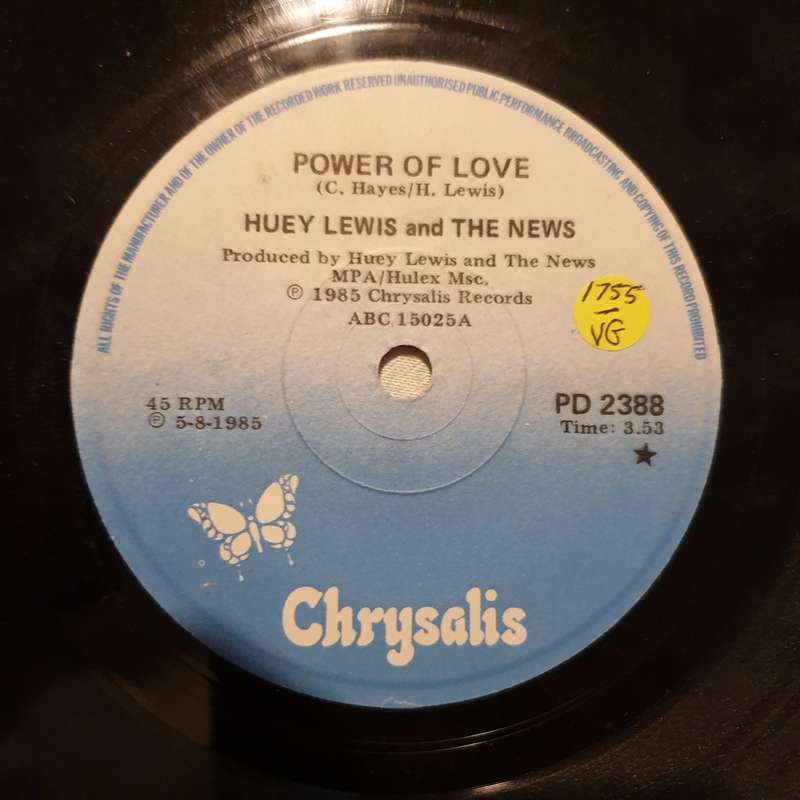 ALL RIGHTS OF THE MANUFACTURER AND OF THE OWNER OF THE RECORDED WORK RESERVED UNAUTHORISED PUBLIC PERFORMANCE BROADCASTING AND COPYING OF THIS RECORD PROHIBITED
POWER OF LOVE
(C. Hayes/H. Lewis)
HUEY LEWIS and THE NEWS
Produced by Huey Lewis and The News
MPA/Hulex Msc,
℗ 1985 Chrysalis Records
ABC 15025A
1755
VG
45 RPM
℗ 5-8-1985
PD 2388
Time: 3.53
Chrysalis